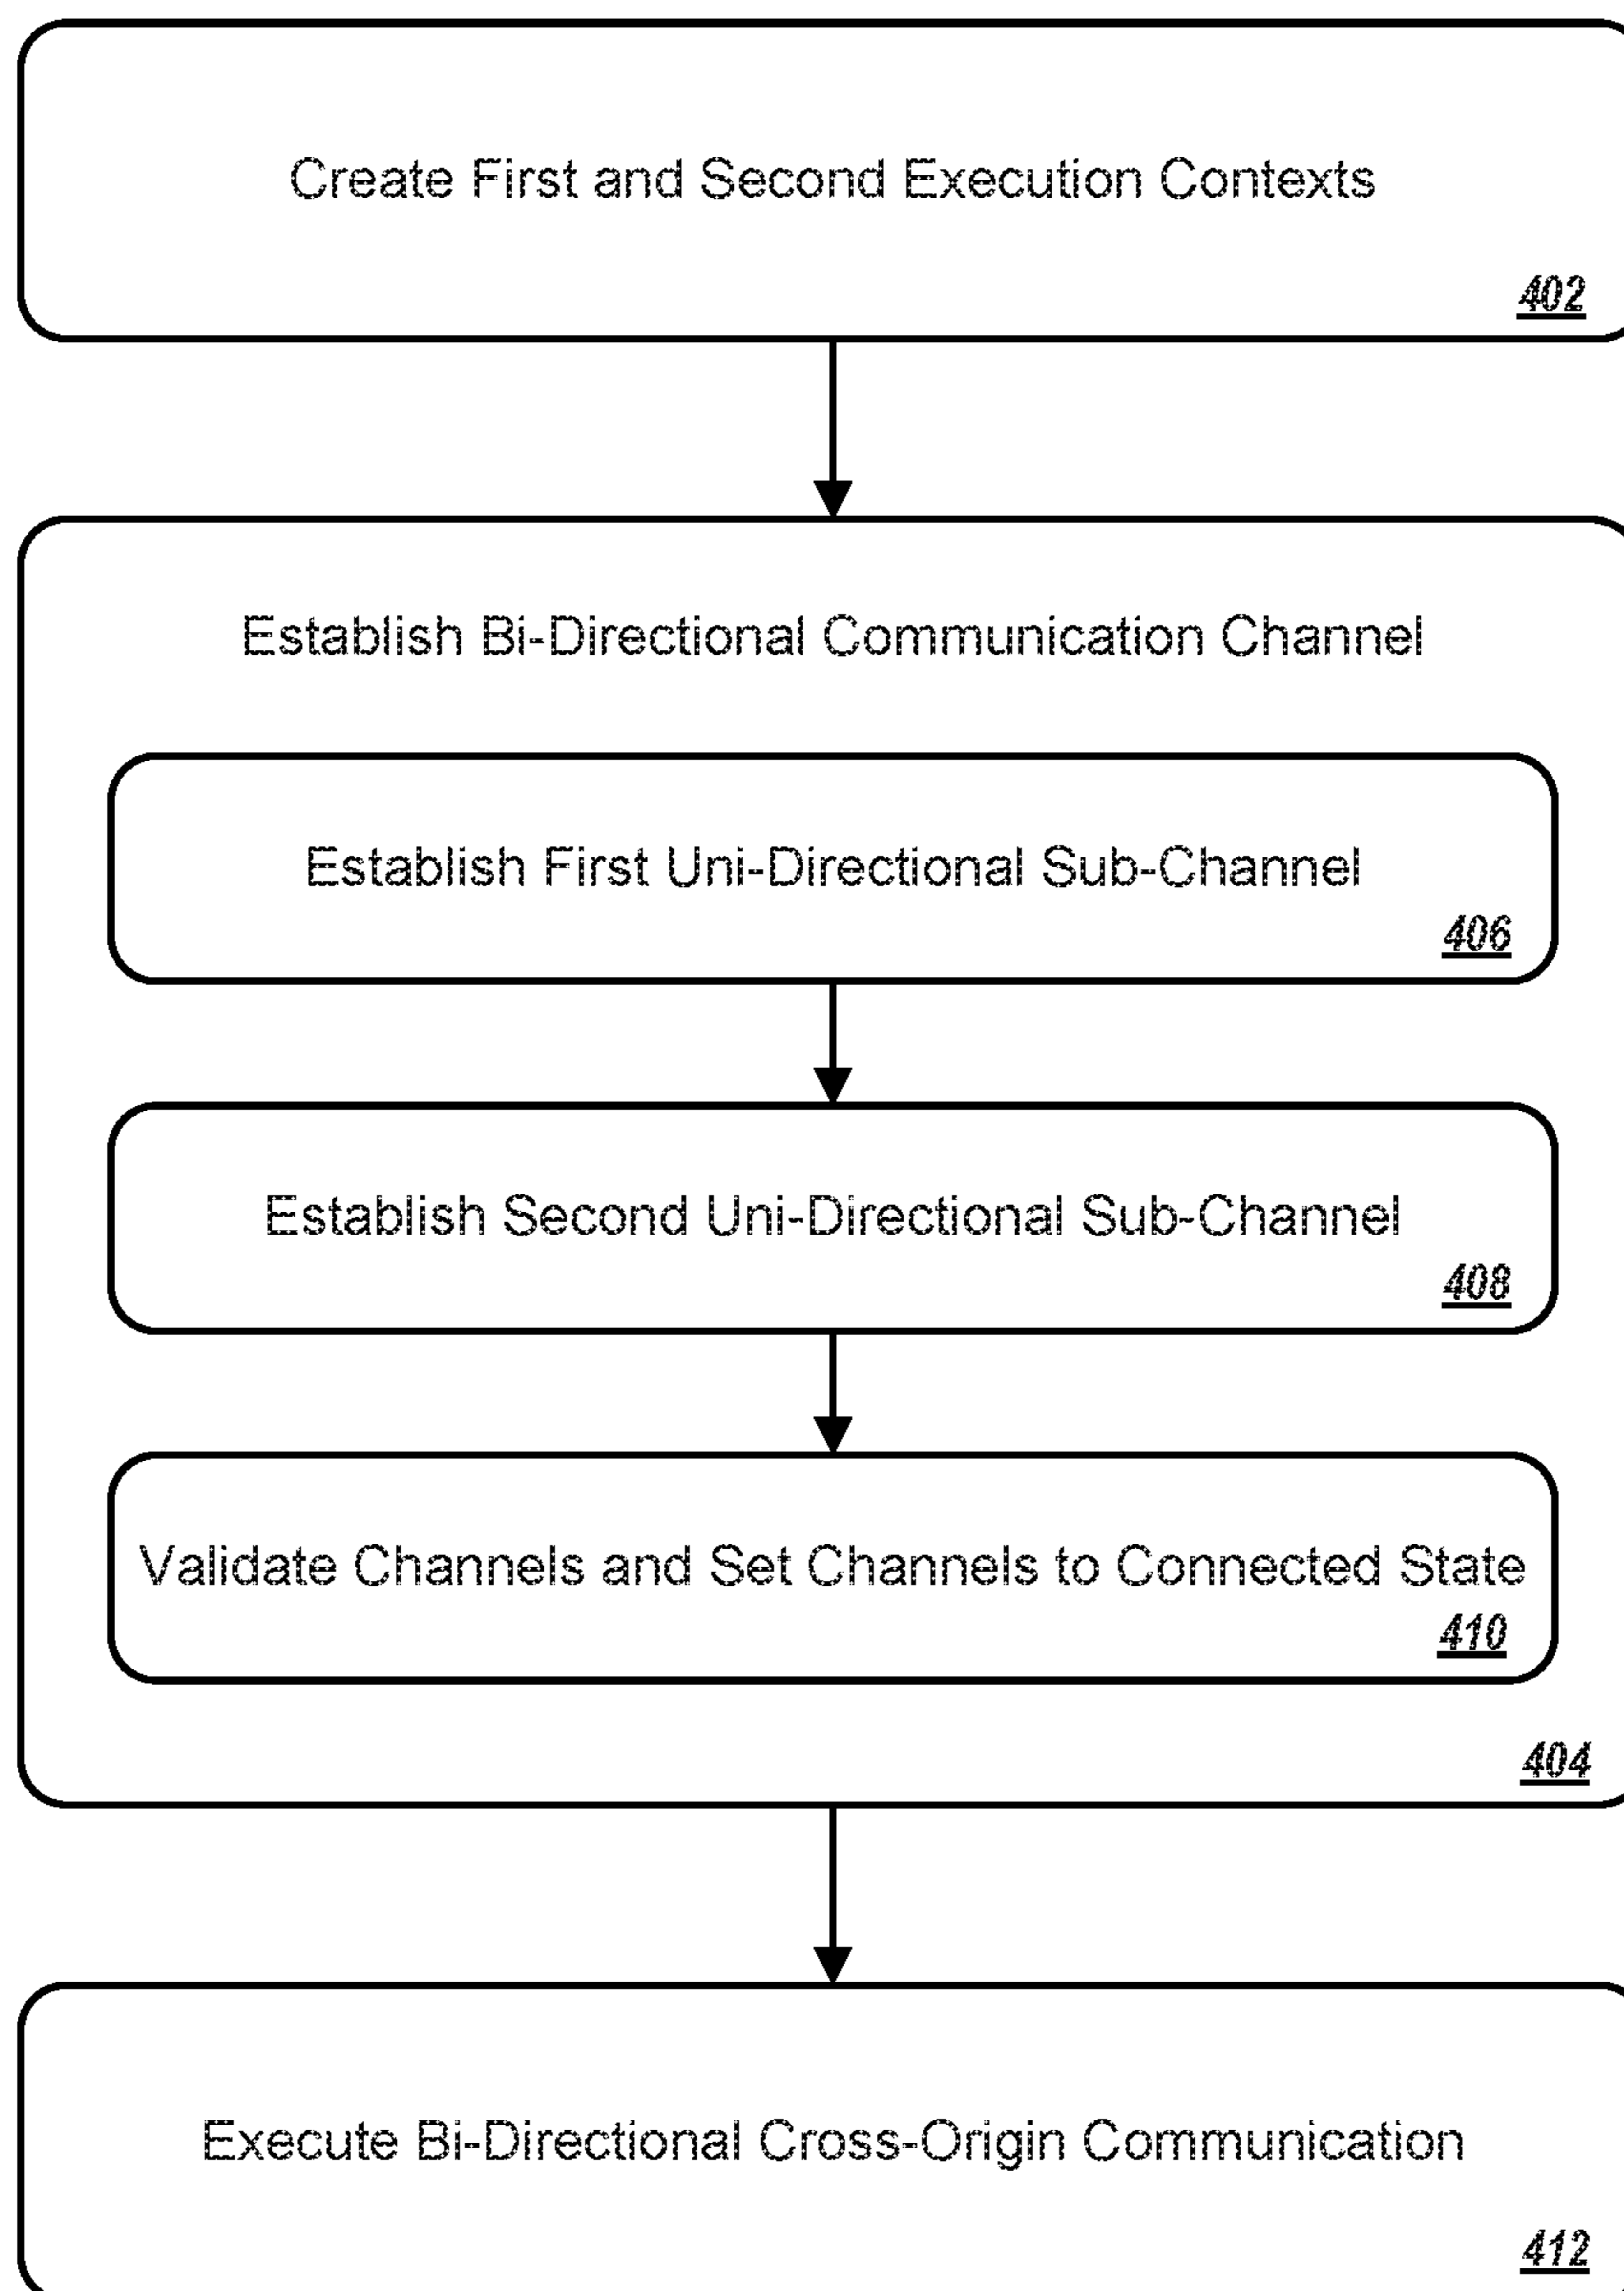 Create First and Second Execution Contexts
402
Establish Bi-Directional Communication Channel
Establish First Uni-Directional Sub-Channel
406
Establish Second Uni-Directional Sub-Channel
408
Validate Channels and Set Channels to Connected State
410
404
Execute Bi-Directional Cross-Origin Communication
412